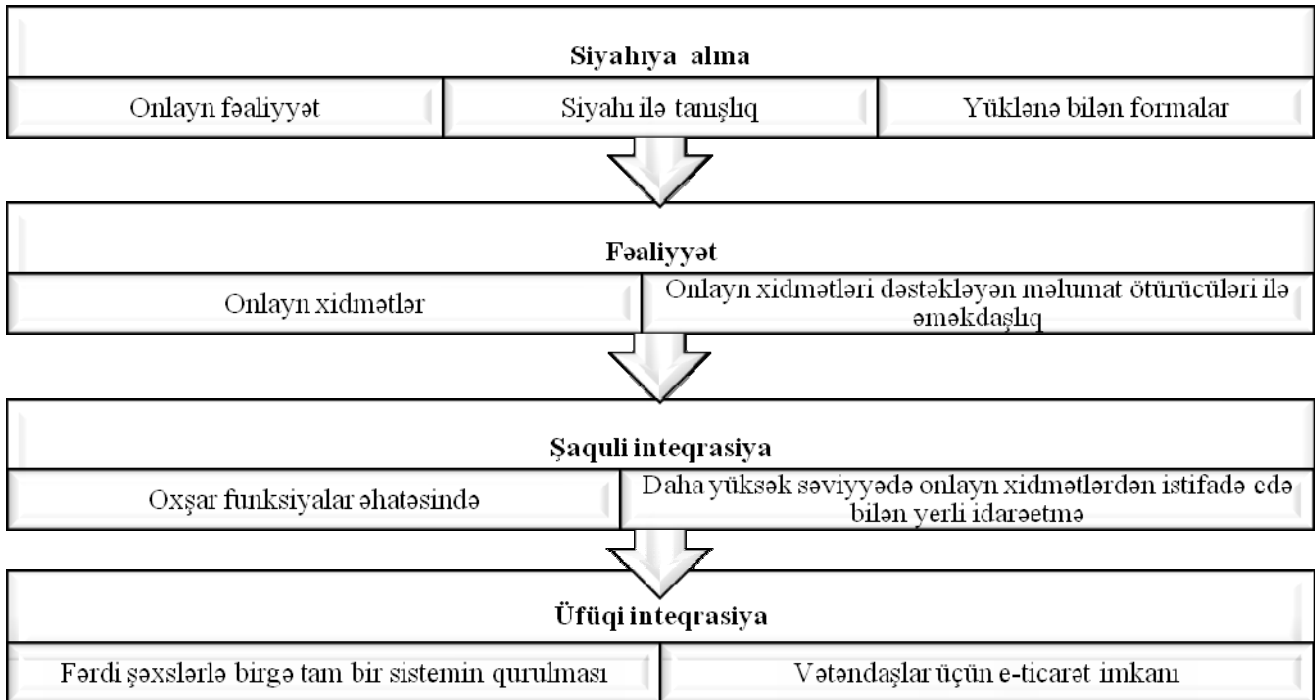 Siyahıya alma
Onlayn fəaliyyət
Siyahı ilə tanışlıq
Yüklənə bilən formalar
Fəaliyyət
Onlayn xidmətlər
Onlayn xidmətləri dəstəkləyən məlumat ötürücüləri ilə
əməkdaşlıq
Şaquli inteqrasiya
Oxşar funksiyalar əhatəsində
Daha yüksək səviyyədə onlayn xidmətlərdən istifadə edə
bilən yerli idarəetmə
Üfüqi inteqrasiya
Fərdi şəxslərlə birgə tam bir sistemin qurulması
Vətəndaşlar üçün e-ticarət imkanı